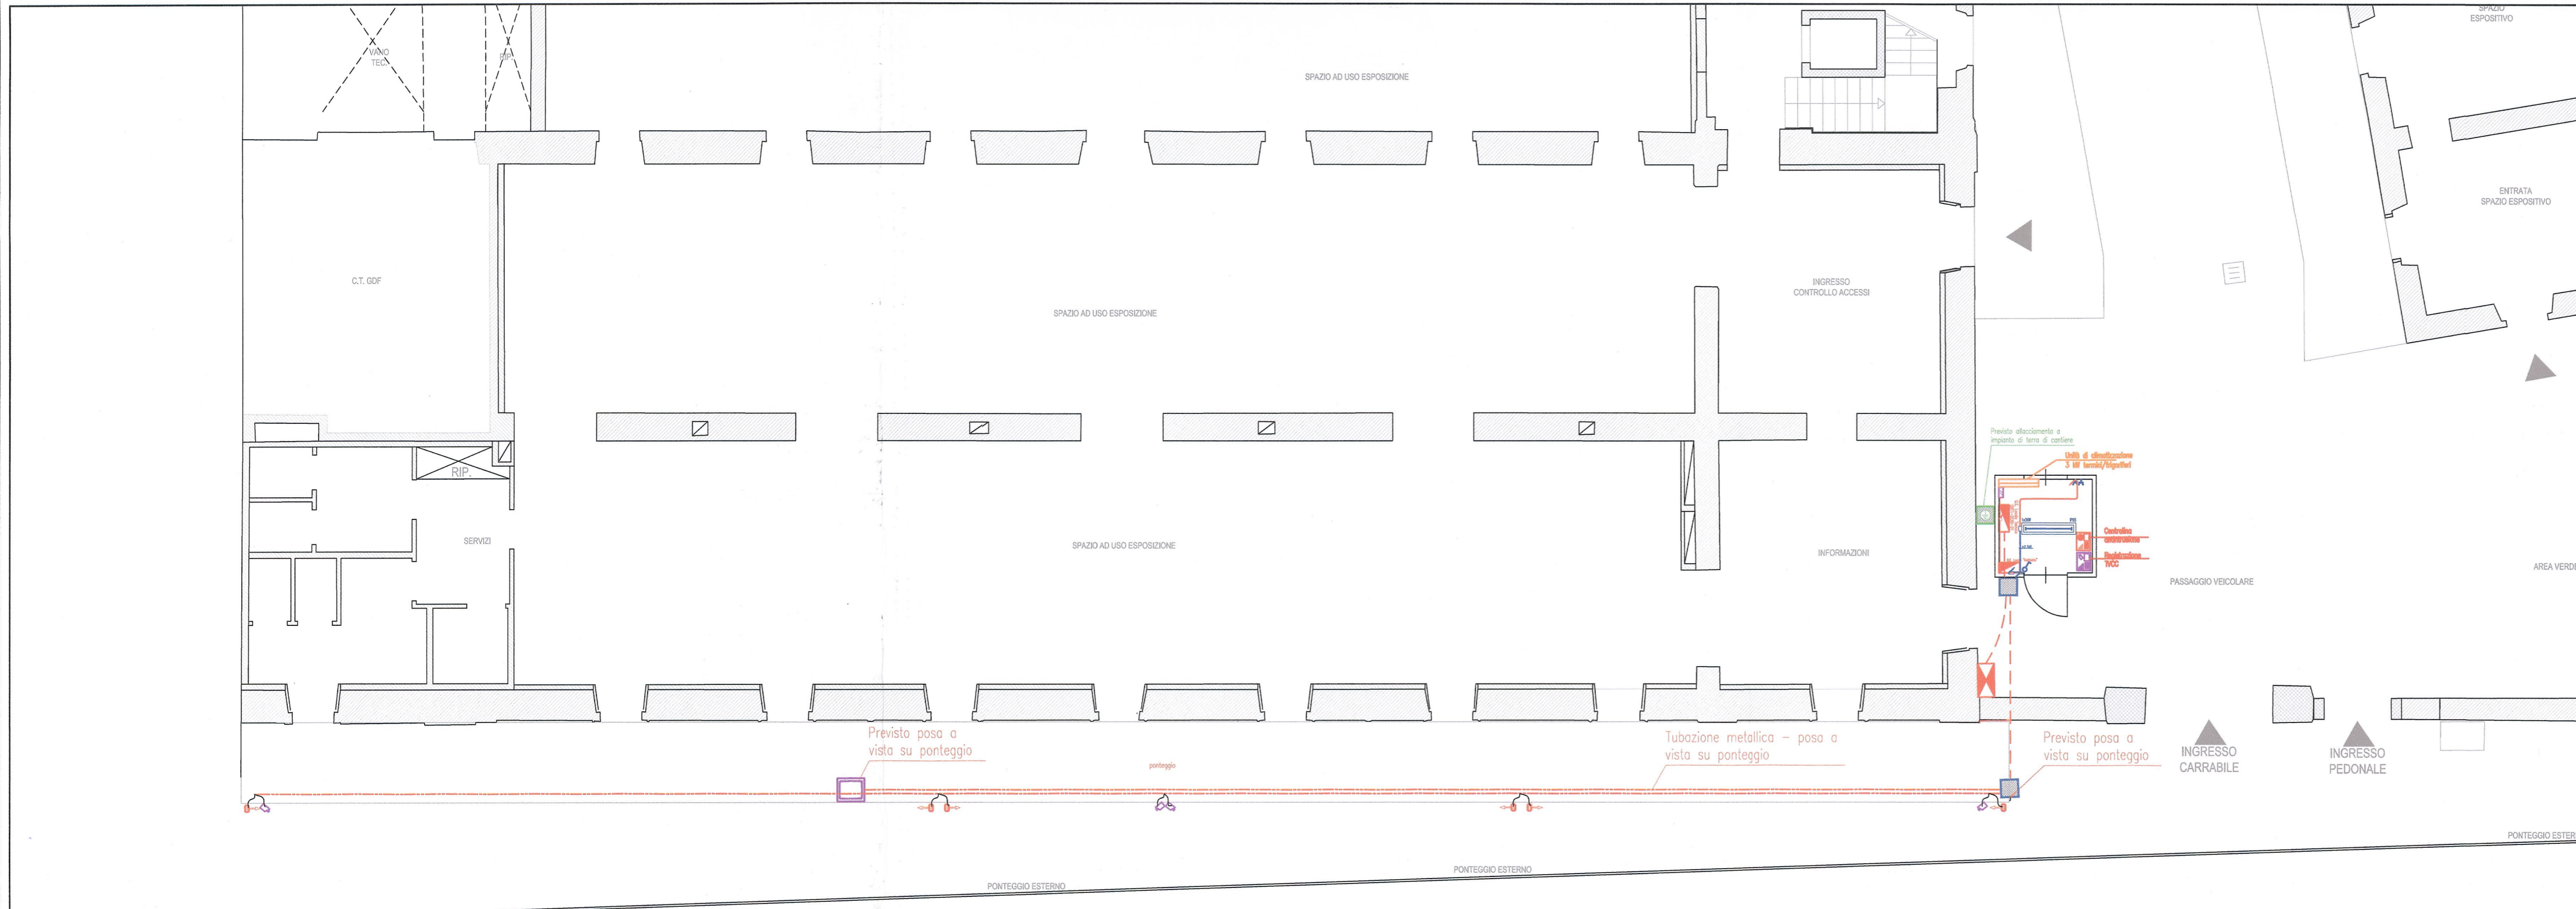 SPAZIO
ESPOSITIVO
VANO
TEC.
RIP.
SPAZIO AD USO ESPOSIZIONE
ENTRATA
SPAZIO ESPOSITIVO
C.T. GDF
INGRESSO
CONTROLLO ACCESSI
SPAZIO AD USO ESPOSIZIONE
Previsto allacciamento a
impianto di terra di cantiere
Unità di climatizzazione
3 kW termici/frigoriferi
RIP.
SERVIZI
SPAZIO AD USO ESPOSIZIONE
INFORMAZIONI
Centralina
Registrazione
TVCC
PASSAGGIO VEICOLARE
AREA VERDE
Previsto posa a
vista su ponteggio
ponteggio
Tubazione metallica - posa a
vista su ponteggio
Previsto posa a
vista su ponteggio
INGRESSO
CARRABILE
INGRESSO
PEDONALE
PONTEGGIO ESTER
PONTEGGIO ESTERNO
PONTEGGIO ESTERNO